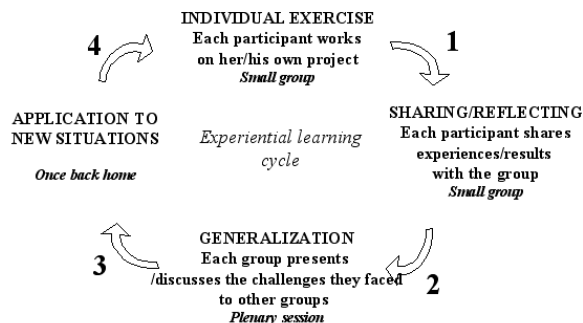 INDIVIDUAL EXERCISE
Each participant works
on her/his own project
Small group
1
SHARING/REFLECTING
Each participant shares
experiences/results
with the group
Small group
2
GENERALIZATION
Each group presents
/discusses the challenges they faced
to other groups
Plenary session
3
APPLICATION TO
NEW SITUATIONS
Once back home
4
Experiential learning
cycle